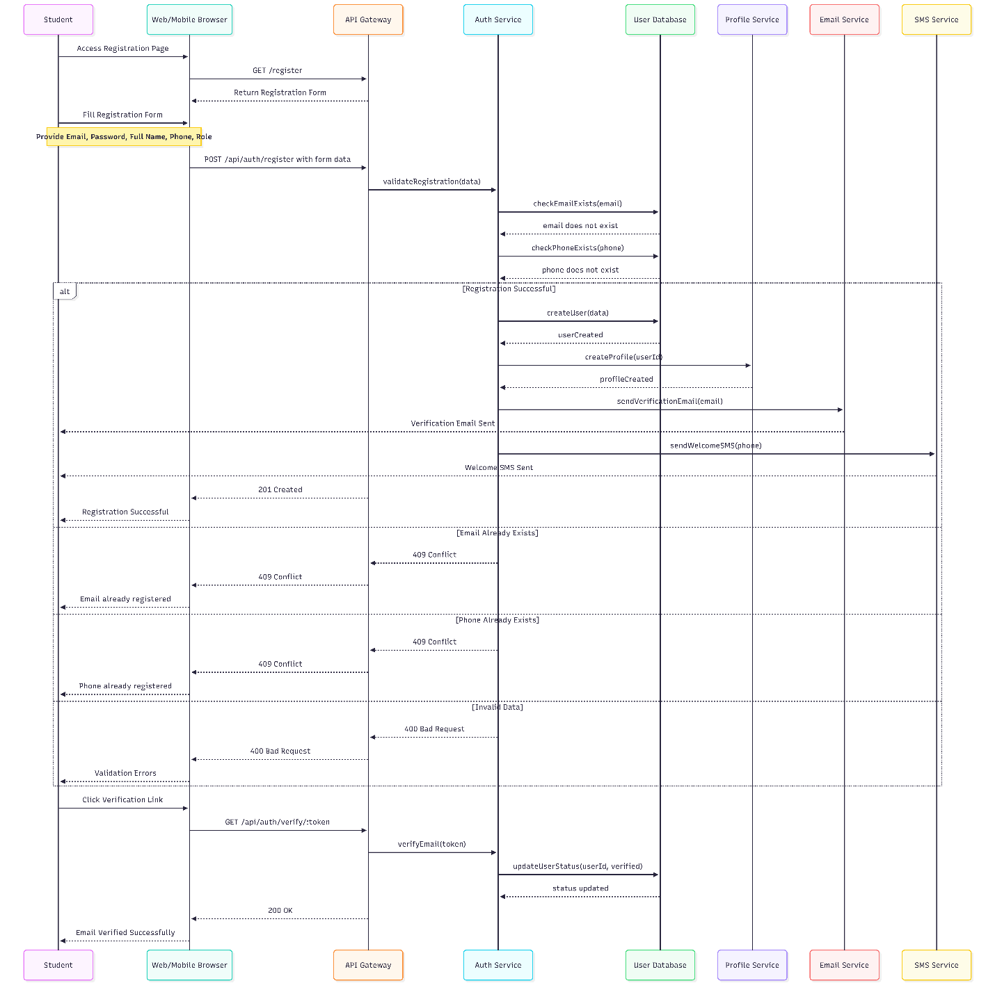 Student
Web/Mobile Browser
API Gateway
Auth Service
User Database
Profile Service
Email Service
SMS Service
Access Registration Page
GET /register
Return Registration Form
Fill Registration Form
Provide Email, Password, Full Name, Phone, Role
POST /api/auth/register with form data
validateRegistration(data)
checkEmailExists(email)
email does not exist
checkPhoneExists(phone)
phone does not exist
alt
[Registration Successful]
createUser(data)
userCreated
createProfile(userId)
profileCreated
sendVerificationEmail(email)
Verification Email Sent
sendWelcomeSMS(phone)
Welcome SMS Sent
201 Created
Registration Successful
[Email Already Exists]
409 Conflict
409 Conflict
Email already registered
[Phone Already Exists]
409 Conflict
409 Conflict
Phone already registered
[Invalid Data]
400 Bad Request
400 Bad Request
Validation Errors
Click Verification Link
GET /api/auth/verify/:token
verifyEmail(token)
updateUserStatus(userId, verified)
status updated
200 OK
Email Verified Successfully
Student
Web/Mobile Browser
API Gateway
Auth Service
User Database
Profile Service
Email Service
SMS Service